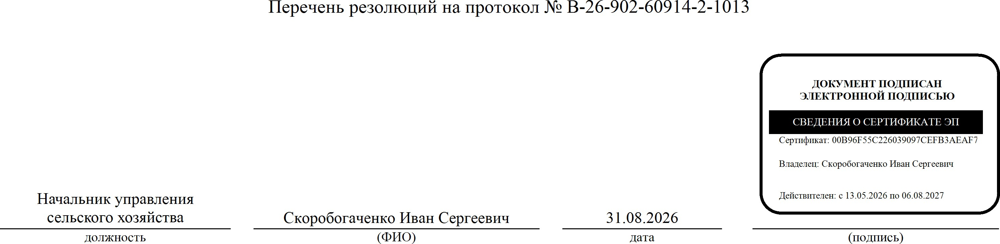 Перечень резолюций на протокол № В-26-902-60914-2-1013
ДОКУМЕНТ ПОДПИСАН
ЭЛЕКТРОННОЙ ПОДПИСЬЮ
СВЕДЕНИЯ О СЕРТИФИКАТЕ ЭП
Сертификат: 00B96F55C226039097CEFB3AEAF7
Владелец: Скоробогаченко Иван Сергеевич
Действителен: с 13.05.2026 по 06.08.2027
Начальник управления
сельского хозяйства
должность
Скоробогаченко Иван Сергеевич
(ФИО)
31.08.2026
дата
(подпись)